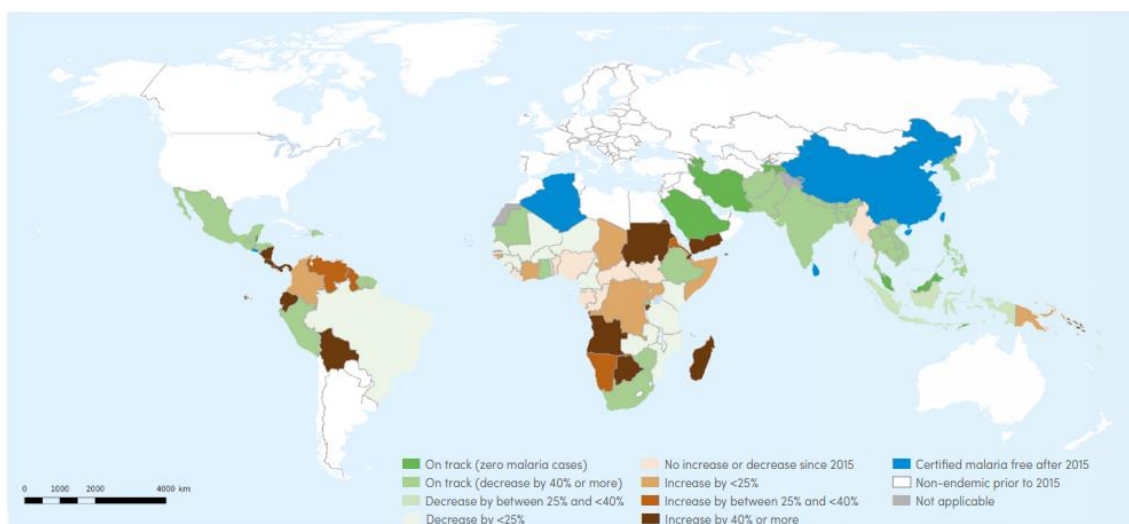 On track (zero malaria cases)
On track (decrease by 40% or more)
Decrease by between 25% and <40%
Decrease by <25%
No increase or decrease since 2015
Increase by <25%
Increase by between 25% and <40%
Increase by 40% or more
Certified malaria free after 2015
Non-endemic prior to 2015
Not applicable
0 1000 2000 4000 km